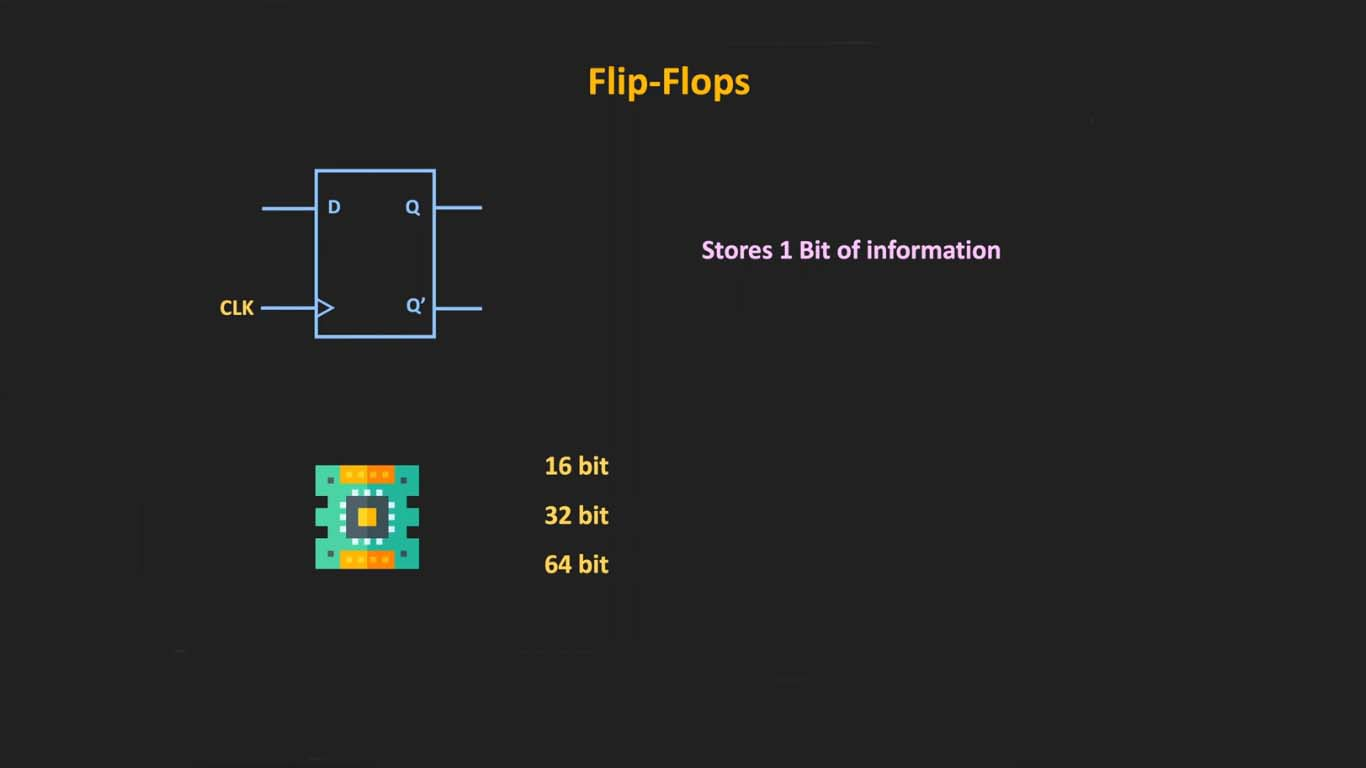 Flip-Flops
D
Q
Stores 1 Bit of information
CLK
Q’
16 bit
32 bit
64 bit